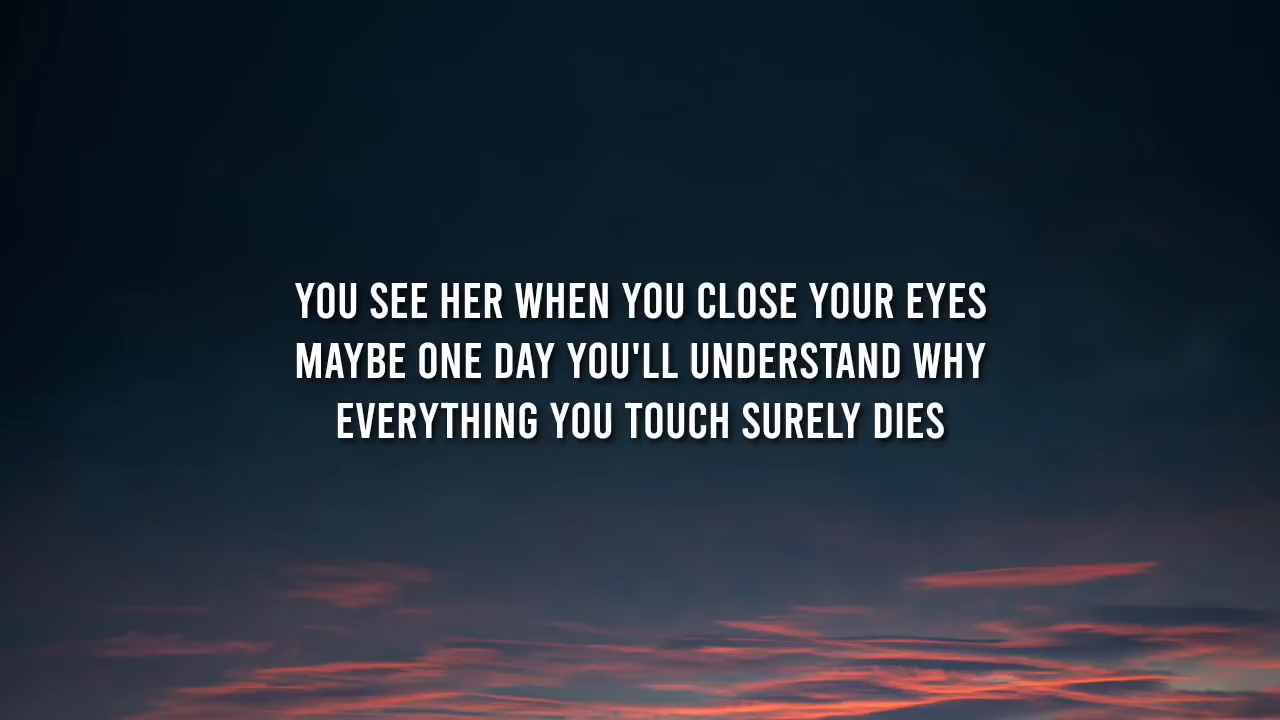 YOU SEE HER WHEN YOU CLOSE YOUR EYES
MAYBE ONE DAY YOU'LL UNDERSTAND WHY
EVERYTHING YOU TOUCH SURELY DIES